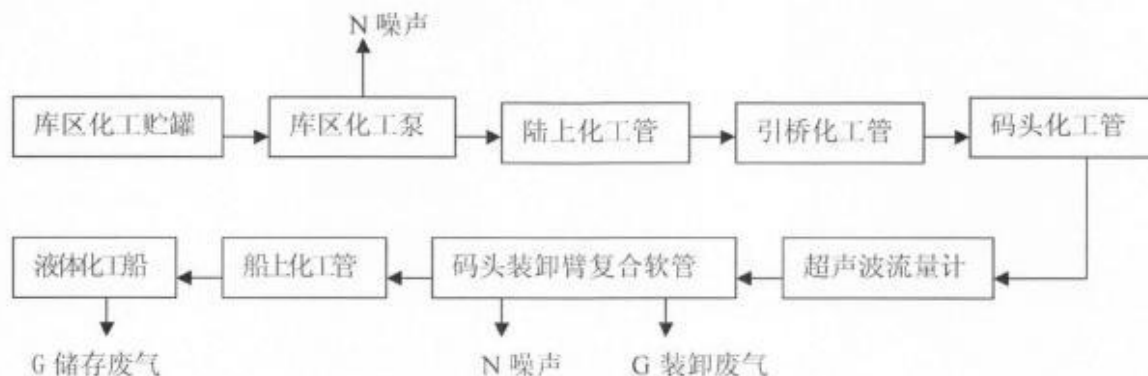 N 噪声
库区化工贮罐
库区化工泵
陆上化工管
引桥化工管
码头化工管
液体化工船
船上化工管
码头装卸臂复合软管
超声波流量计
G 储存废气
N 噪声
G 装卸废气